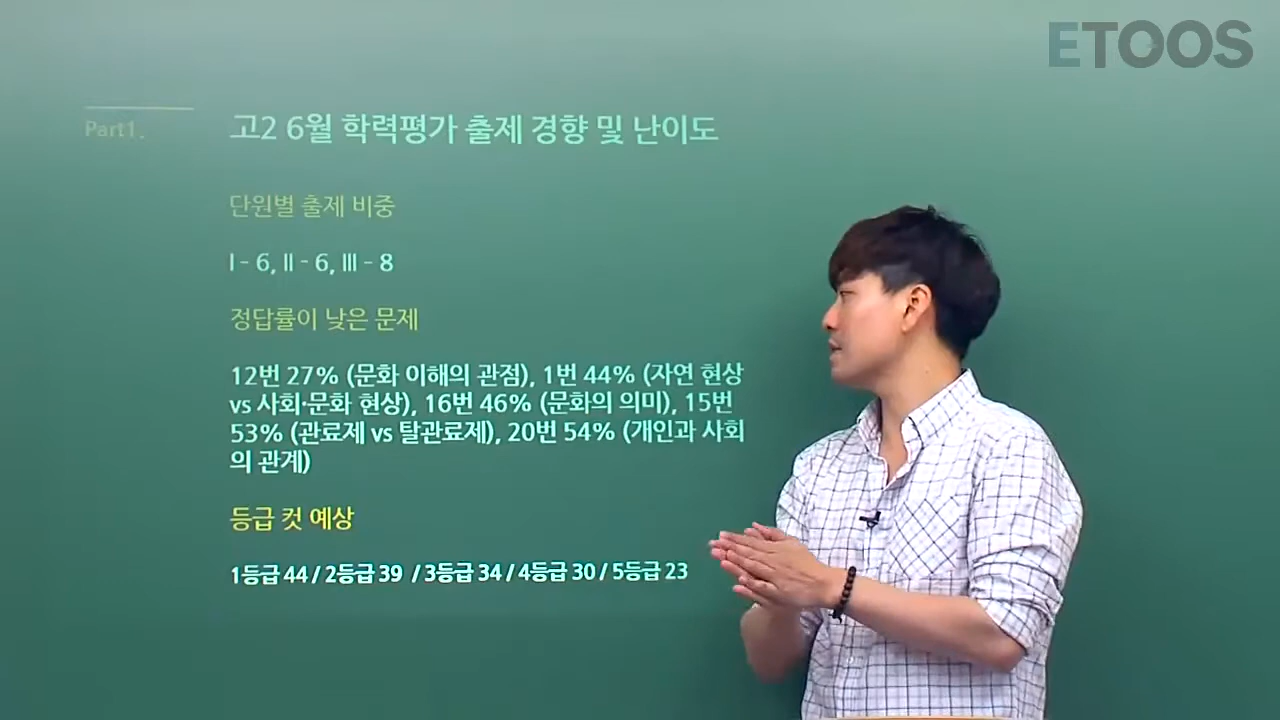 ETOOS
Part1.
고2 6월 학력평가 출제 경향 및 난이도
단원별 출제 비중
Ⅰ - 6, Ⅱ - 6, Ⅲ - 8
정답률이 낮은 문제
12번 27% (문화 이해의 관점), 1번 44% (자연 현상
vs 사회·문화 현상), 16번 46% (문화의 의미), 15번
53% (관료제 vs 탈관료제), 20번 54% (개인과 사회
의 관계)
등급 컷 예상
1등급 44 / 2등급 39 / 3등급 34 / 4등급 30 / 5등급 23